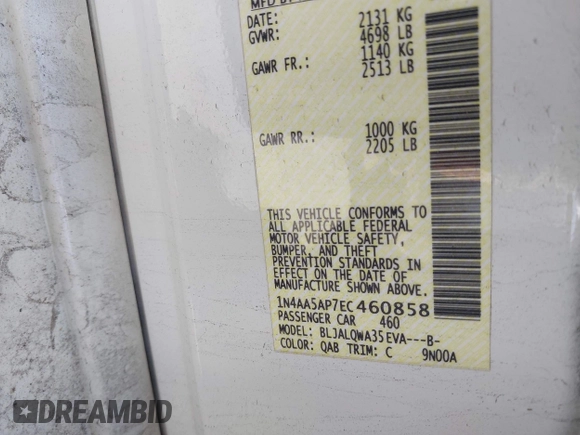 DATE:
2131 KG
GVWR:
4698 LB
1140 KG
GAWR FR.:
2513 LB
1000 KG
GAWR RR.:
2205 LB
THIS VEHICLE CONFORMS TO
ALL APPLICABLE FEDERAL
MOTOR VEHICLE SAFETY,
BUMPER, AND THEFT
PREVENTION STANDARDS IN
EFFECT ON THE DATE OF
MANUFACTURE SHOWN ABOVE.
1N4AA5AP7EC460858
PASSENGER CAR 460
MODEL: BLJALQWA35EVA---B-
COLOR: QAB TRIM: C 9N00A
DREAMBID